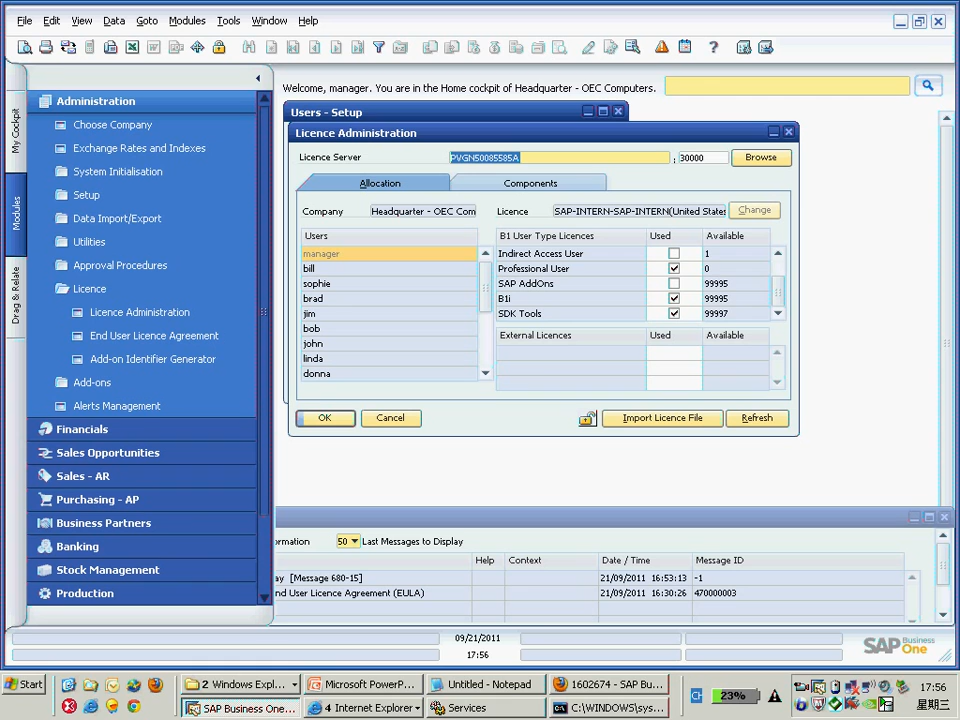 File Edit View Data Goto Modules Tools Window Help
Welcome, manager. You are in the Home cockpit of Headquarter - OEC Computers.
My Cockpit
Modules
Drag & Relate
Administration
Choose Company
Exchange Rates and Indexes
System Initialisation
Setup
Data Import/Export
Utilities
Approval Procedures
Licence
Licence Administration
End User Licence Agreement
Add-on Identifier Generator
Add-ons
Alerts Management
Financials
Sales Opportunities
Sales - AR
Purchasing - AP
Business Partners
Banking
Stock Management
Production
Users - Setup
Licence Administration
Licence Server PVGN50085585A : 30000 Browse
Allocation Components
Company Headquarter - OEC Com Licence SAP-INTERN-SAP-INTERN(United States Change
Users B1 User Type Licences Used Available
manager Indirect Access User 1
bill Professional User 0
sophie SAP AddOns 99995
brad B1i 99995
jim SDK Tools 99997
bob
john External Licences Used Available
linda
donna
OK Cancel Import Licence File Refresh
ormation 50 Last Messages to Display
Help Context Date / Time Message ID
ay [Message 680-15] 21/09/2011 16:53:13 -1
nd User Licence Agreement (EULA) 21/09/2011 16:30:26 470000003
09/21/2011
17:56
SAP Business One
Start 2 Windows Expl... Microsoft PowerP... Untitled - Notepad 1602674 - SAP Bu... 23% 17:56
SAP Business One... 4 Internet Explorer Services C:\WINDOWS\sys... 星期三